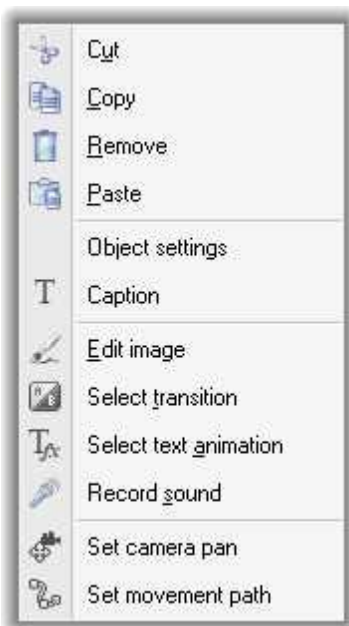 Cut
Copy
Remove
Paste
Object settings
T Caption
Edit image
Select transition
Tfx Select text animation
Record sound
Set camera pan
Set movement path